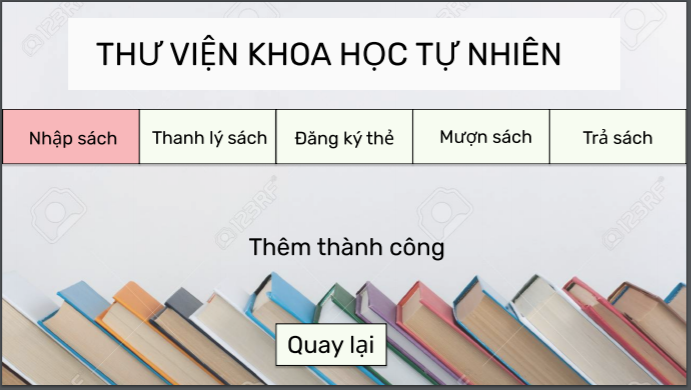 THƯ VIỆN KHOA HỌC TỰ NHIÊN
Nhập sách
Thanh lý sách
Đăng ký thẻ
Mượn sách
Trả sách
123RF
Thêm thành công
Quay lại